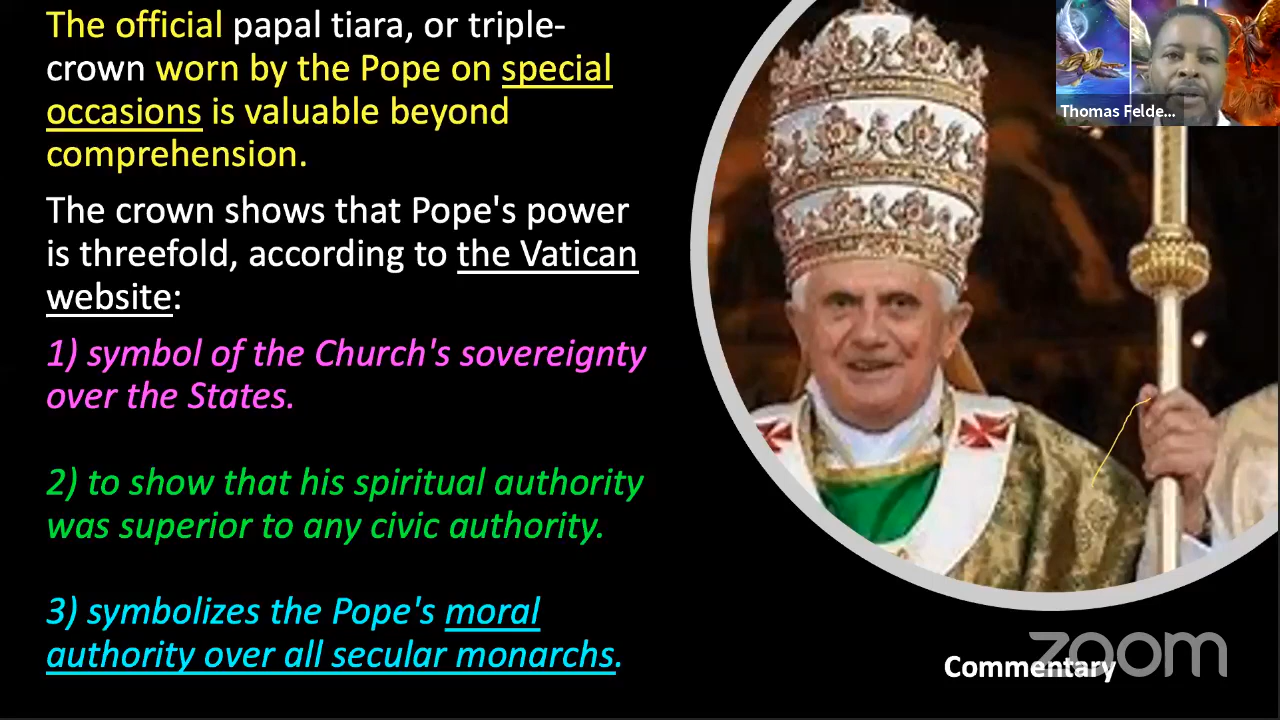 The official papal tiara, or triple-
crown worn by the Pope on special
occasions is valuable beyond
comprehension.
The crown shows that Pope's power
is threefold, according to the Vatican
website:
1) symbol of the Church's sovereignty
over the States.
2) to show that his spiritual authority
was superior to any civic authority.
3) symbolizes the Pope's moral
authority over all secular monarchs.
Thomas Felde...
Commentary
zoom